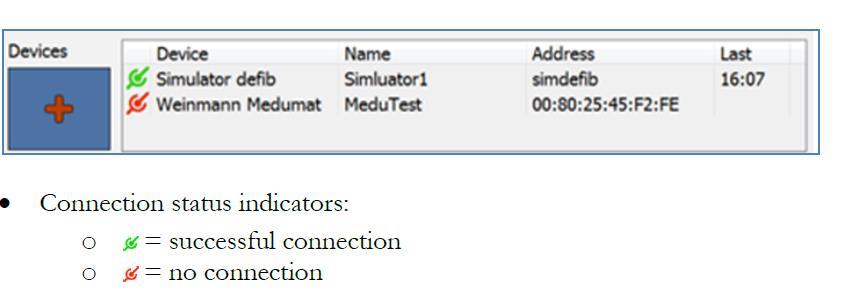 Devices
Device Name Address Last
Simulator defib Simluator1 simdefib 16:07
Weinmann Medumat MeduTest 00:80:25:45:F2:FE
• Connection status indicators:
o = successful connection
o = no connection